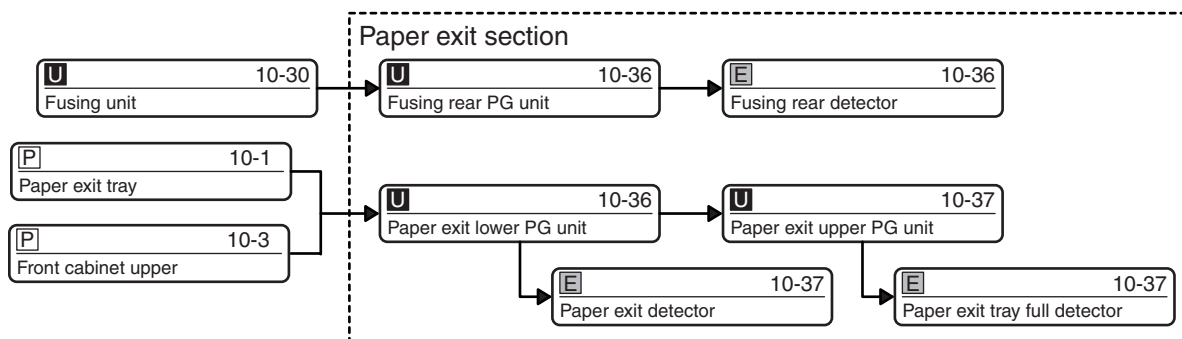 Paper exit section
U 10-30
Fusing unit
U 10-36
Fusing rear PG unit
E 10-36
Fusing rear detector
P 10-1
Paper exit tray
P 10-3
Front cabinet upper
U 10-36
Paper exit lower PG unit
U 10-37
Paper exit upper PG unit
E 10-37
Paper exit detector
E 10-37
Paper exit tray full detector